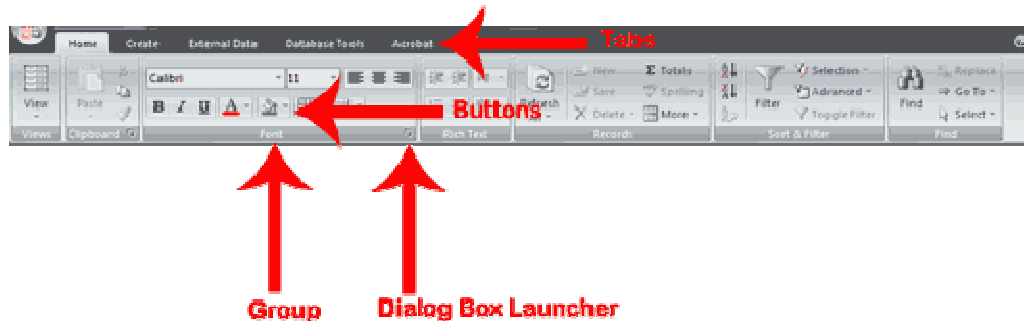 Home Create External Data Database Tools Acrobat Tabs
Calibri 11 New Σ Totals Selection Replace
Save Spelling Advanced Go To
View Paste B I U A Refresh Delete More Filter Toggle Filter Find Select
Buttons
Views Clipboard Font Rich Text Records Sort & Filter Find
Group Dialog Box Launcher